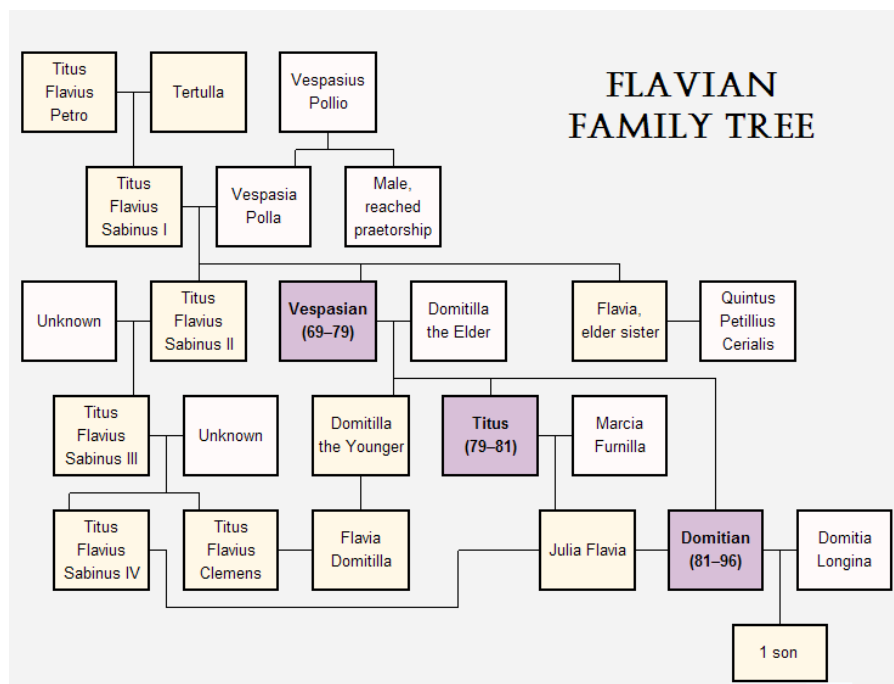 FLAVIAN
FAMILY TREE
Titus
Flavius
Petro
Tertulla
Vespasius
Pollio
Titus
Flavius
Sabinus I
Vespasia
Polla
Male,
reached
praetorship
Unknown
Titus
Flavius
Sabinus II
Vespasian
(69–79)
Domitilla
the Elder
Flavia,
elder sister
Quintus
Petillius
Cerialis
Titus
Flavius
Sabinus III
Unknown
Domitilla
the Younger
Titus
(79–81)
Marcia
Furnilla
Titus
Flavius
Sabinus IV
Titus
Flavius
Clemens
Flavia
Domitilla
Julia Flavia
Domitian
(81–96)
Domitia
Longina
1 son